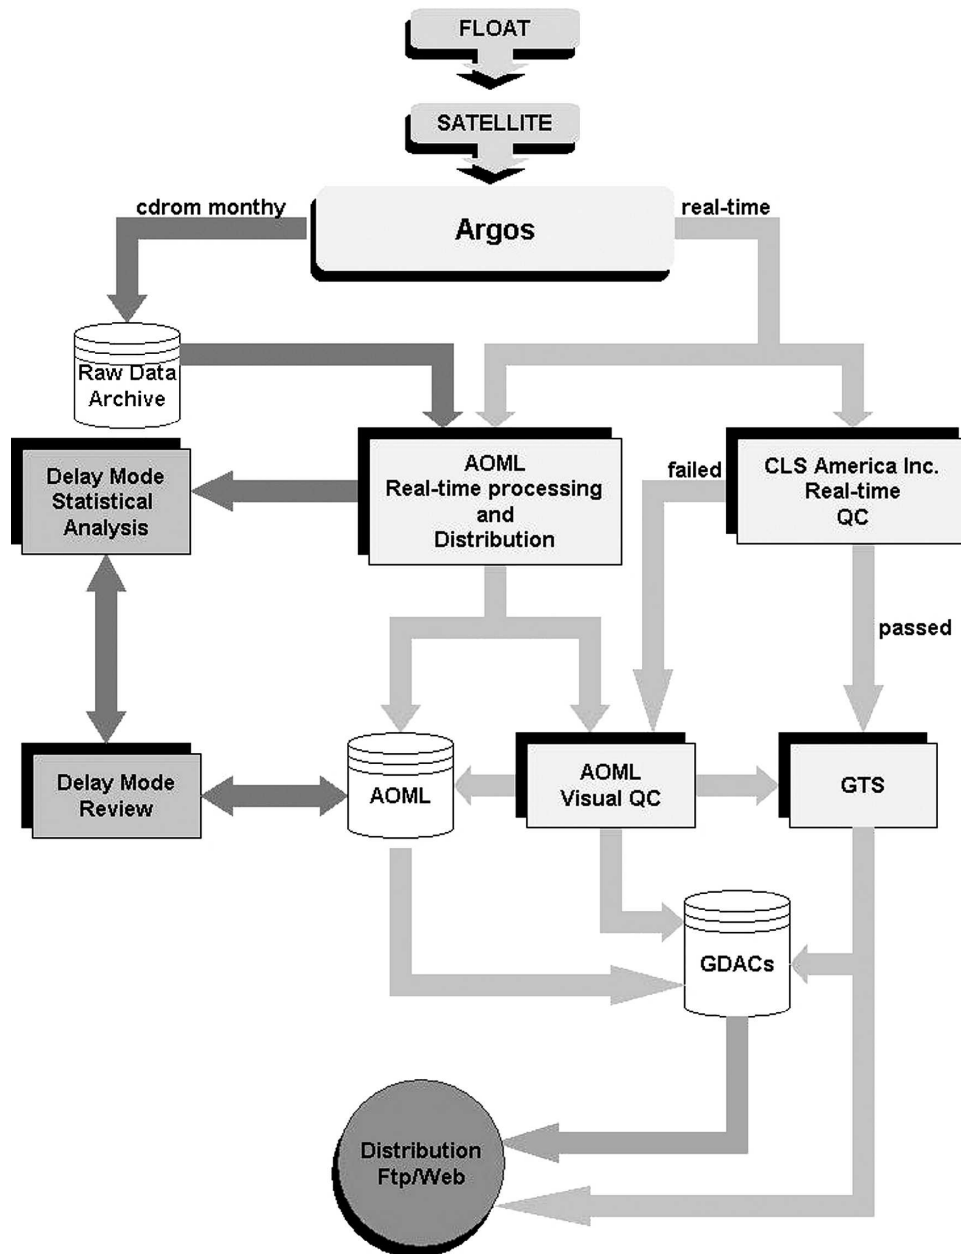 FLOAT
SATELLITE
cdrom monthy
real-time
Argos
Raw Data
Archive
Delay Mode
Statistical
Analysis
AOML
Real-time processing
and
Distribution
failed
CLS America Inc.
Real-time
QC
passed
Delay Mode
Review
AOML
AOML
Visual QC
GTS
GDACs
Distribution
Ftp/Web